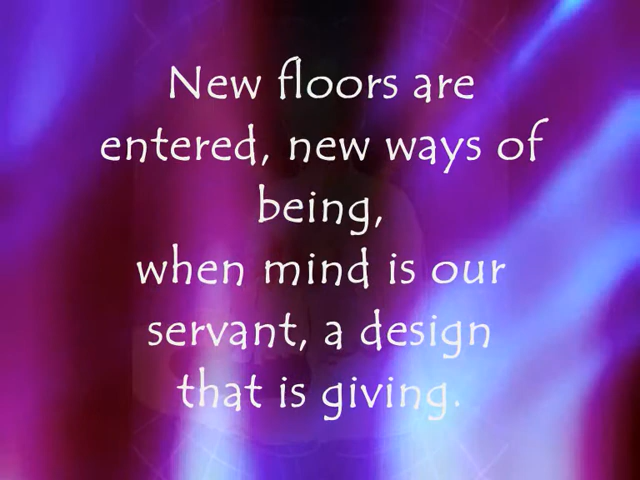 New floors are
entered, new ways of
being,
when mind is our
servant, a design
that is giving.